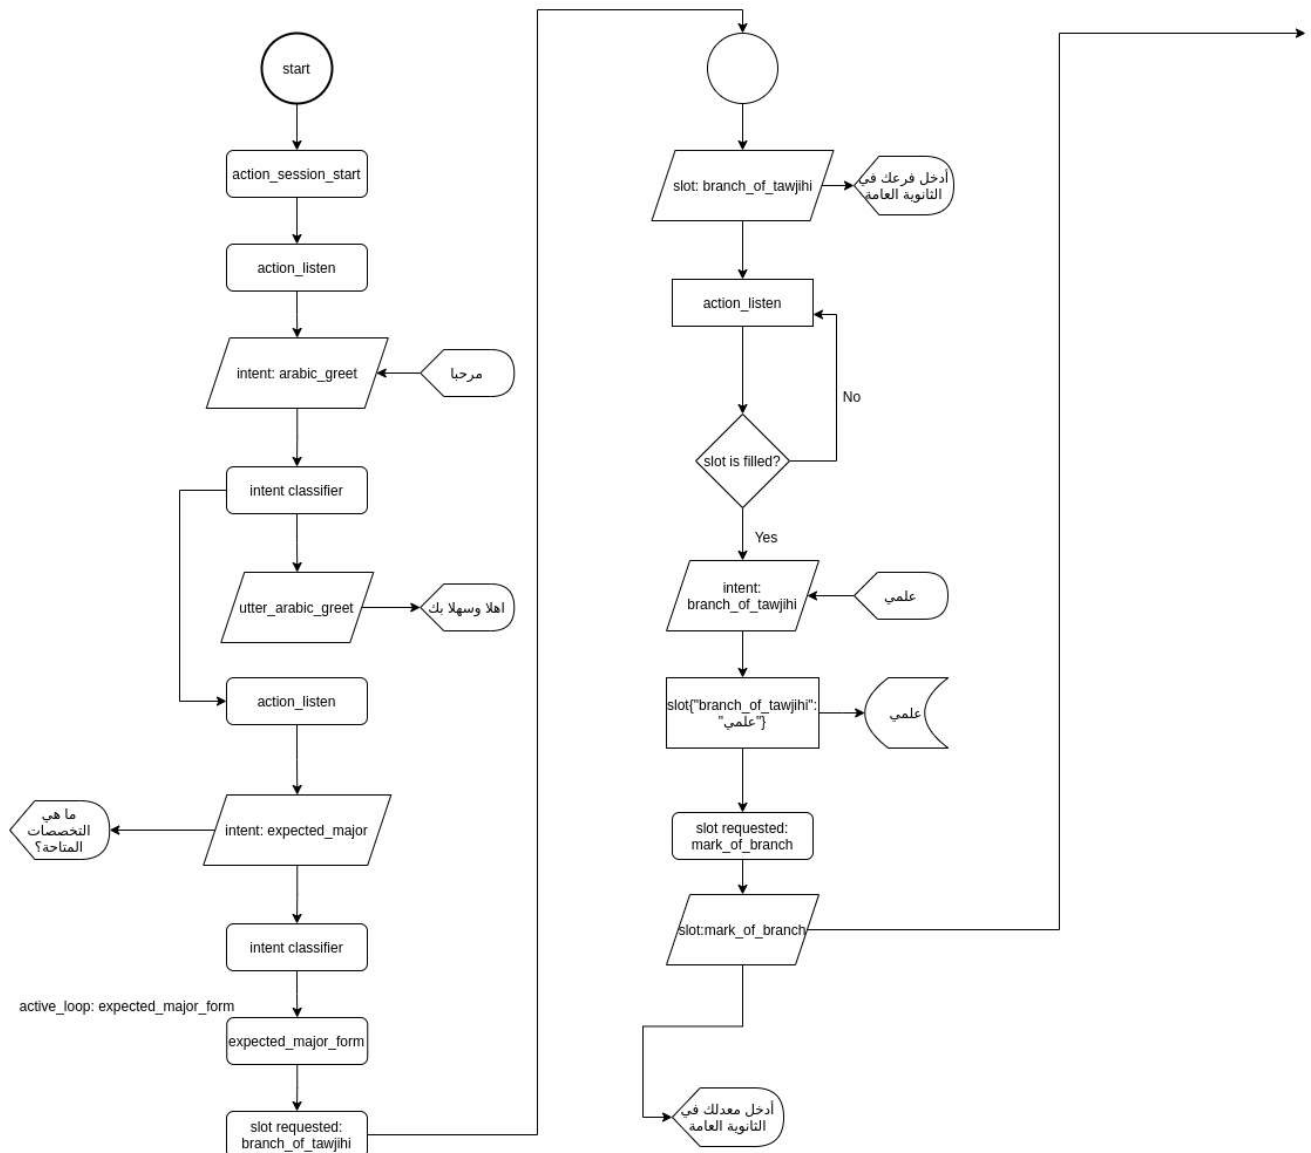 start
action_session_start
action_listen
intent: arabic_greet
مرحبا
intent classifier
utter_arabic_greet
اهلا وسهلا بك
action_listen
intent: expected_major
ما هي
التخصصات
المتاحة؟
intent classifier
active_loop: expected_major_form
expected_major_form
slot requested:
branch_of_tawjihi
slot: branch_of_tawjihi
أدخل فرعك في
الثانوية العامة
action_listen
No
slot is filled?
Yes
intent:
branch_of_tawjihi
علمي
slot{"branch_of_tawjihi":
"علمي"}
علمي
slot requested:
mark_of_branch
slot:mark_of_branch
أدخل معدلك في
الثانوية العامة